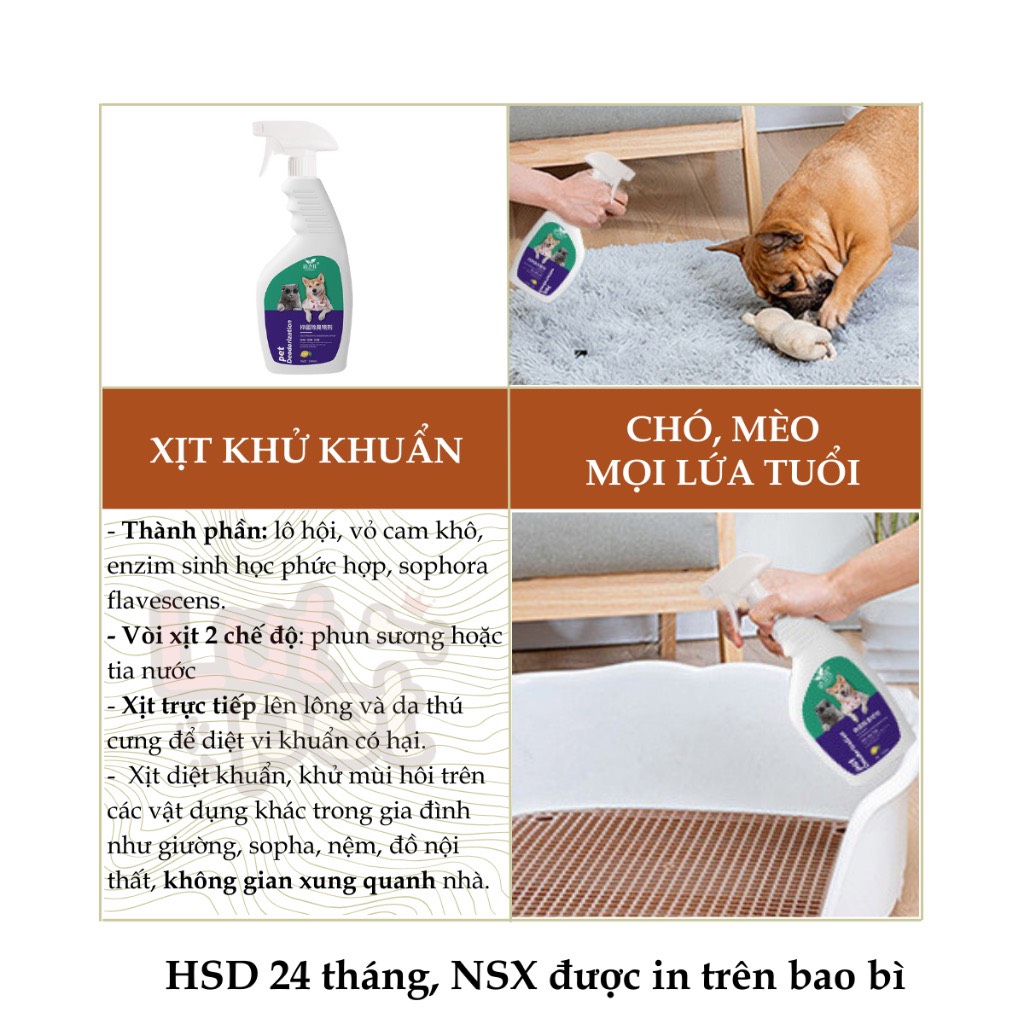 pet
Deodorization
XỊT KHỬ KHUẨN
CHÓ, MÈO
MỌI LỨA TUỔI
- Thành phần: lô hội, vỏ cam khô,
enzim sinh học phức hợp, sophora
flavescens.
- Vòi xịt 2 chế độ: phun sương hoặc
tia nước
- Xịt trực tiếp lên lông và da thú
cưng để diệt vi khuẩn có hại.
- Xịt diệt khuẩn, khử mùi hôi trên
các vật dụng khác trong gia đình
như giường, sopha, nệm, đồ nội
thất, không gian xung quanh nhà.
HSD 24 tháng, NSX được in trên bao bì